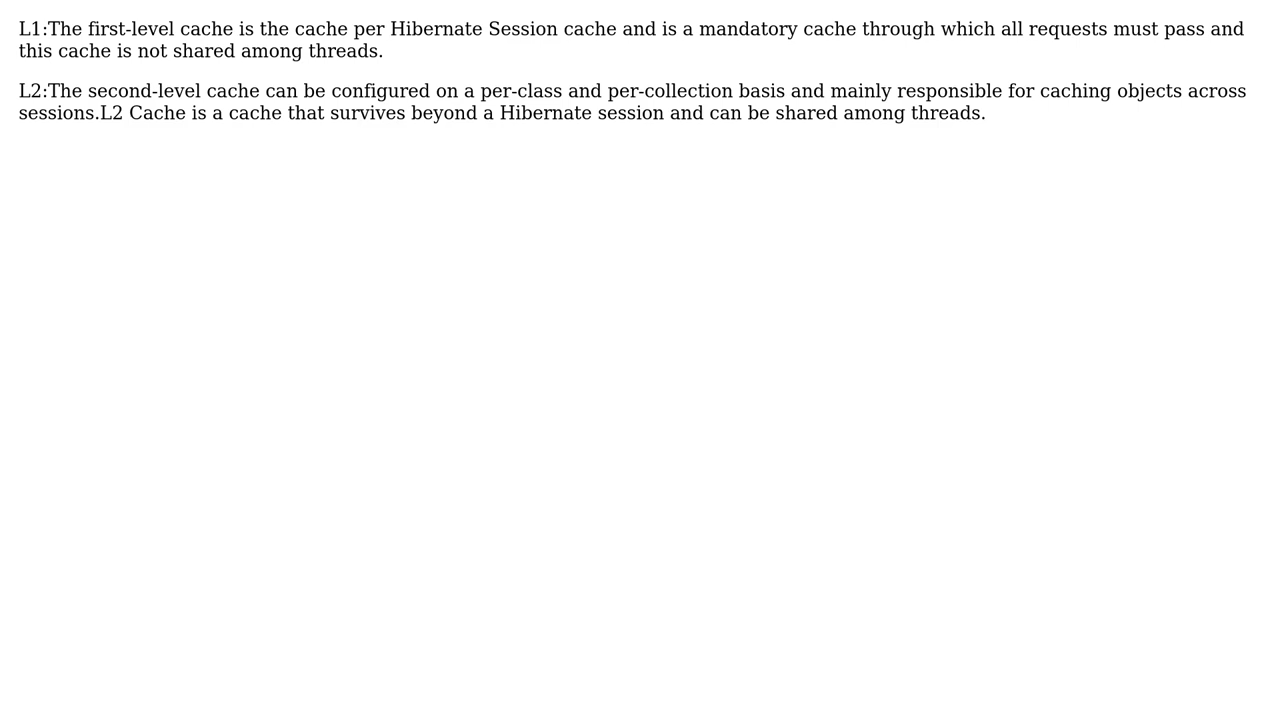 L1:The first-level cache is the cache per Hibernate Session cache and is a mandatory cache through which all requests must pass and
this cache is not shared among threads.
L2:The second-level cache can be configured on a per-class and per-collection basis and mainly responsible for caching objects across
sessions.L2 Cache is a cache that survives beyond a Hibernate session and can be shared among threads.